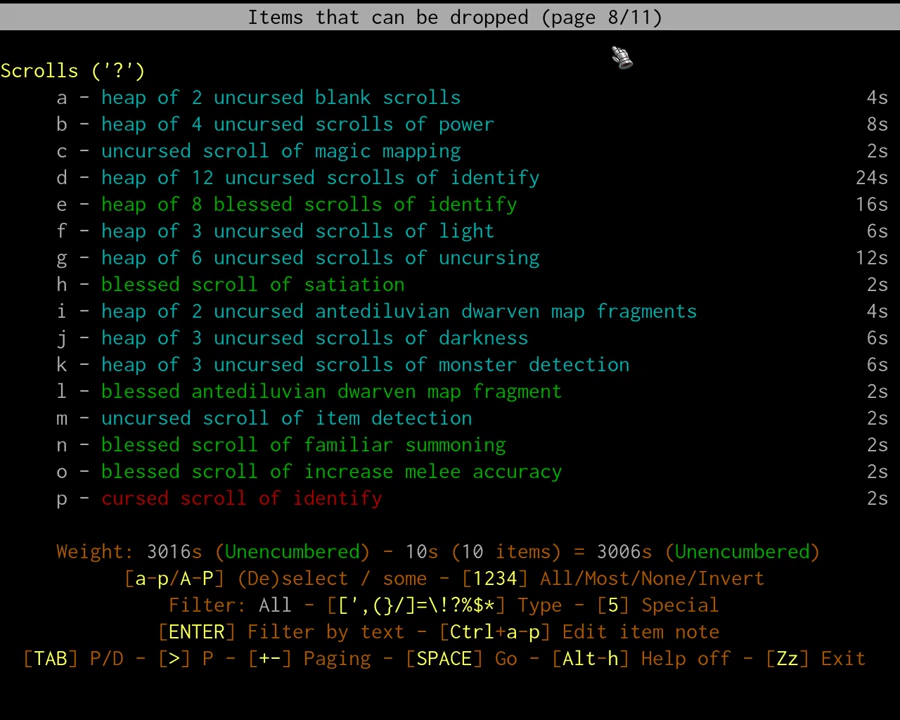 Items that can be dropped (page 8/11)
Scrolls ('?')
a - heap of 2 uncursed blank scrolls 4s
b - heap of 4 uncursed scrolls of power 8s
c - uncursed scroll of magic mapping 2s
d - heap of 12 uncursed scrolls of identify 24s
e - heap of 8 blessed scrolls of identify 16s
f - heap of 3 uncursed scrolls of light 6s
g - heap of 6 uncursed scrolls of uncursing 12s
h - blessed scroll of satiation 2s
i - heap of 2 uncursed antediluvian dwarven map fragments 4s
j - heap of 3 uncursed scrolls of darkness 6s
k - heap of 3 uncursed scrolls of monster detection 6s
l - blessed antediluvian dwarven map fragment 2s
m - uncursed scroll of item detection 2s
n - blessed scroll of familiar summoning 2s
o - blessed scroll of increase melee accuracy 2s
p - cursed scroll of identify 2s
Weight: 3016s (Unencumbered) - 10s (10 items) = 3006s (Unencumbered)
[a-p/A-P] (De)select / some - [1234] All/Most/None/Invert
Filter: All - [[',(}/]=\!?%$*] Type - [5] Special
[ENTER] Filter by text - [Ctrl+a-p] Edit item note
[TAB] P/D - [>] P - [+-] Paging - [SPACE] Go - [Alt-h] Help off - [Zz] Exit